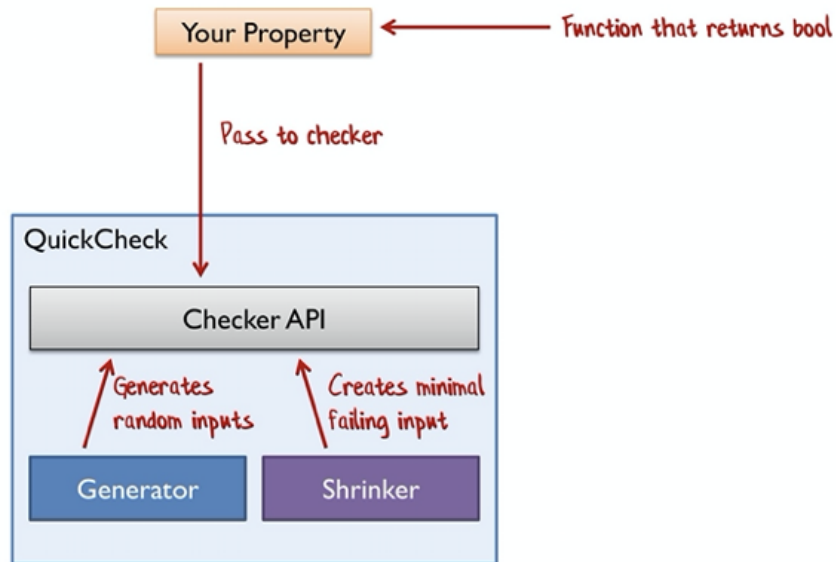 Your Property
Function that returns bool
Pass to checker
QuickCheck
Checker API
Generates
random inputs
Creates minimal
failing input
Generator
Shrinker